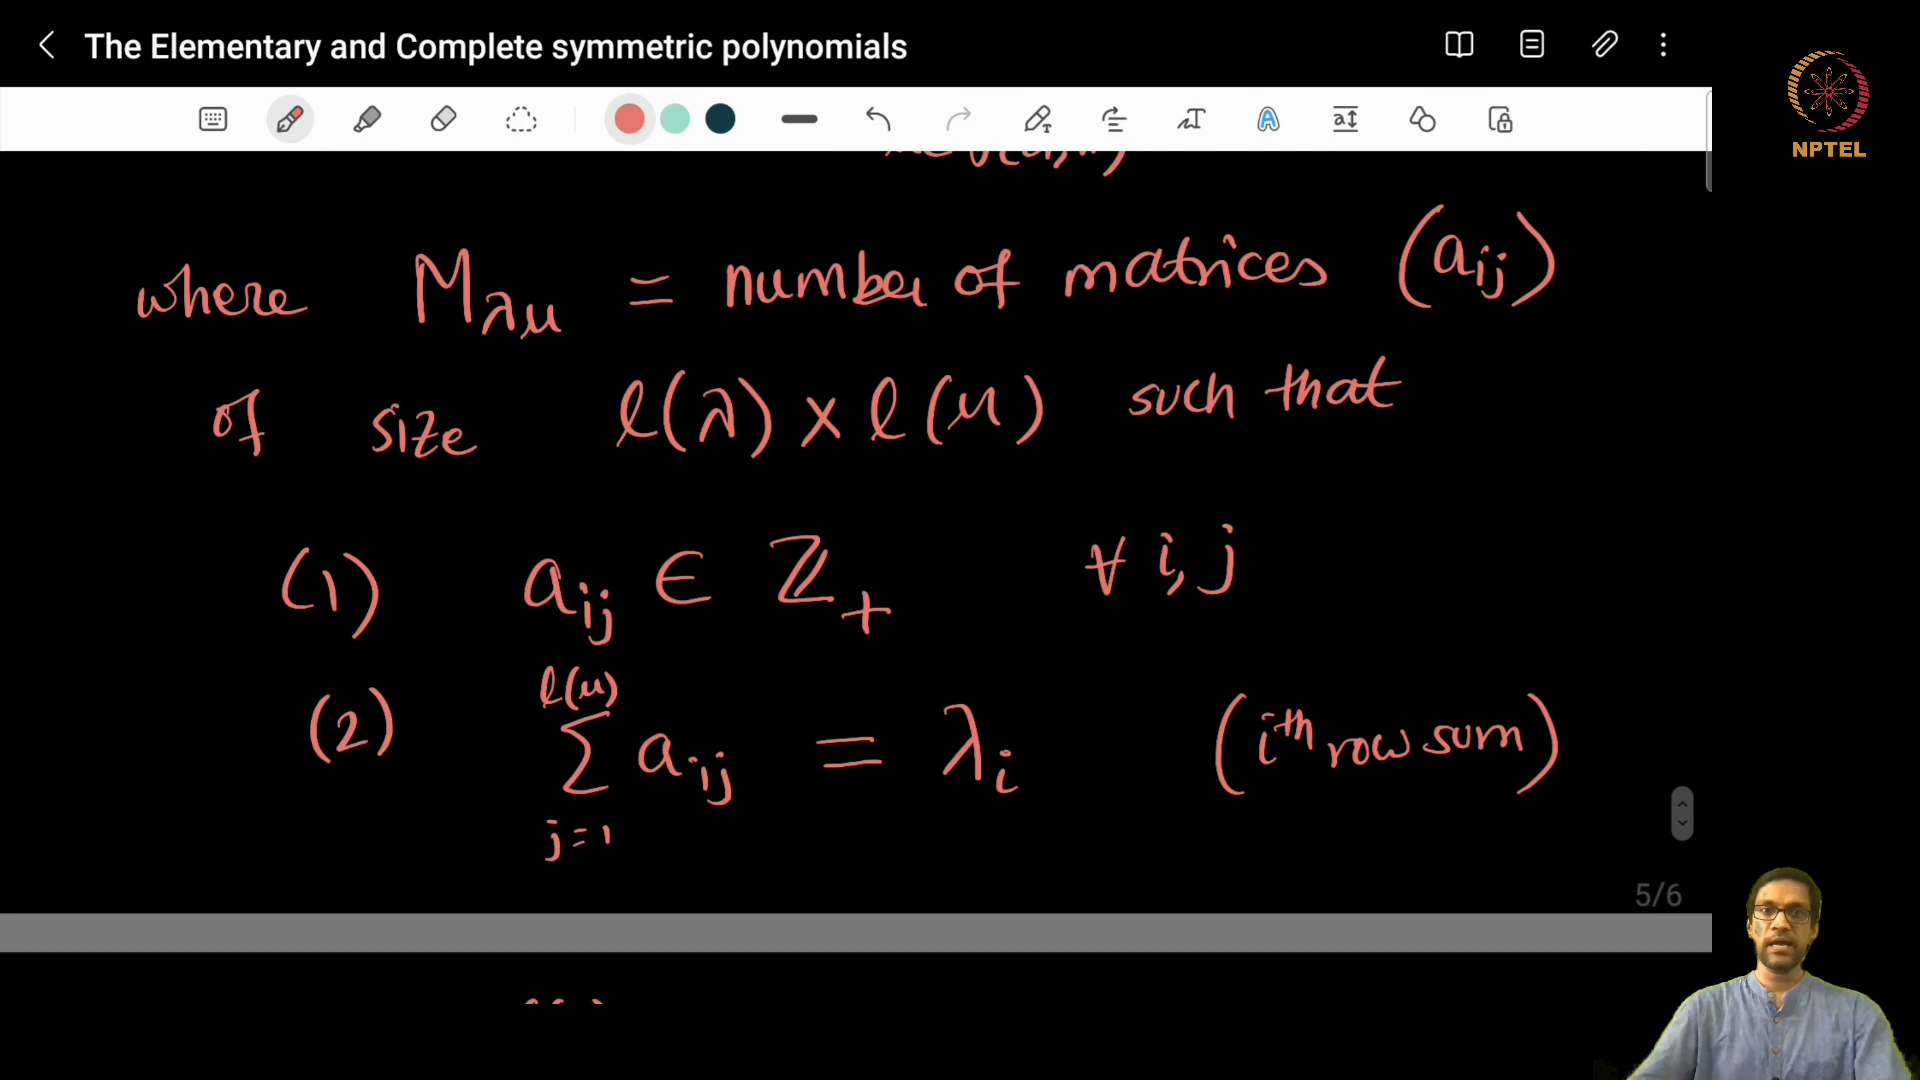 The Elementary and Complete symmetric polynomials
NPTEL
where M_λμ = number of matrices (a_ij)
of size l(λ) × l(μ) such that
(1) a_ij ∈ ℤ_+ ∀ i, j
(2) ∑_{j=1}^{l(μ)} a_ij = λ_i (i^th row sum)
5/6